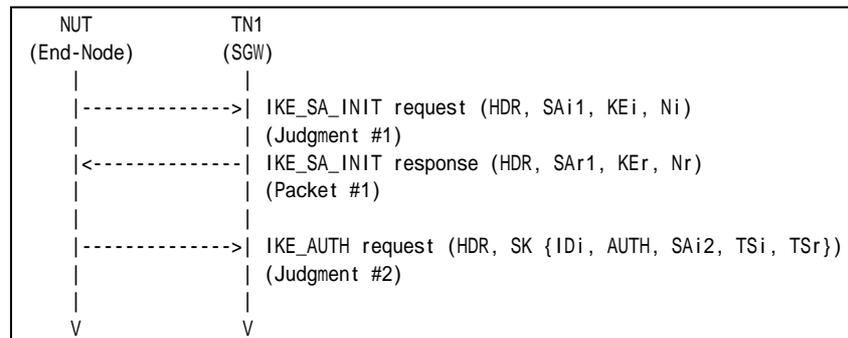 NUT TN1
(End-Node) (SGW)
| |
|-------------->| IKE_SA_INIT request (HDR, SAi1, KEi, Ni)
| | (Judgment #1)
|<--------------| IKE_SA_INIT response (HDR, SAr1, KEr, Nr)
| | (Packet #1)
| |
|-------------->| IKE_AUTH request (HDR, SK {IDi, AUTH, SAi2, TSi, TSr})
| | (Judgment #2)
| |
V V